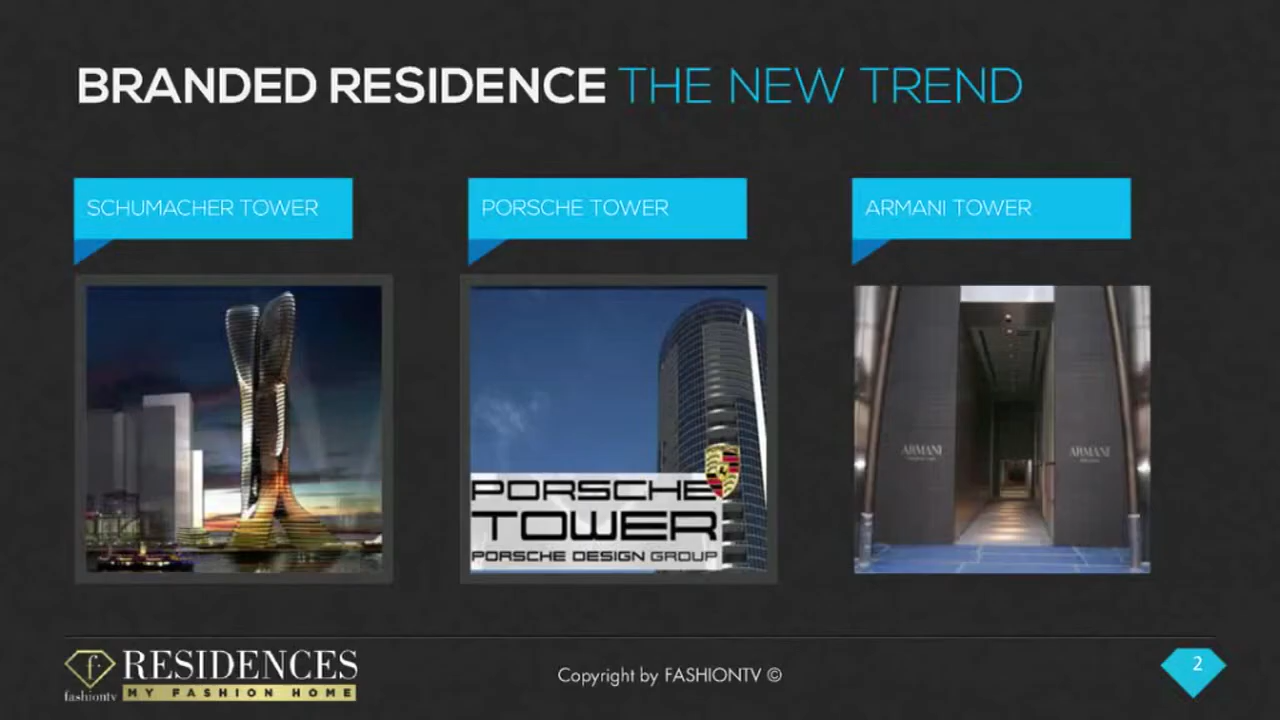 BRANDED RESIDENCE THE NEW TREND
SCHUMACHER TOWER
PORSCHE TOWER
ARMANI TOWER
PORSCHE
TOWER
PORSCHE DESIGN GROUP
ARMANI
ARMANI
f
fashiontv
RESIDENCES
MY FASHION HOME
Copyright by FASHIONTV ©
2